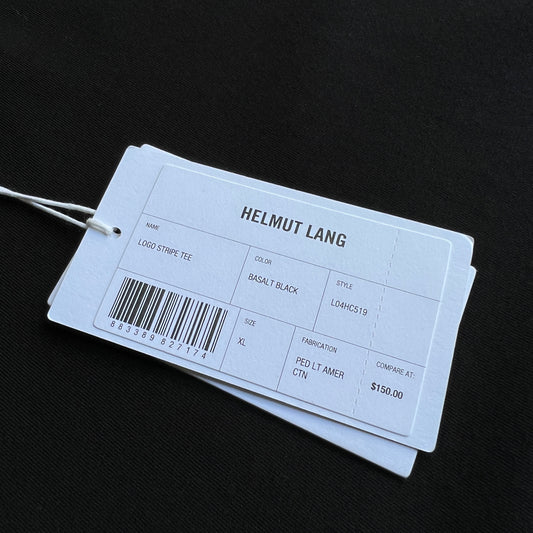 HELMUT LANG
NAME
LOGO STRIPE TEE
COLOR
BASALT BLACK
STYLE
L04HC519
883389827174
SIZE
XL
FABRICATION
PED LT AMER
CTN
COMPARE AT:
$150.00